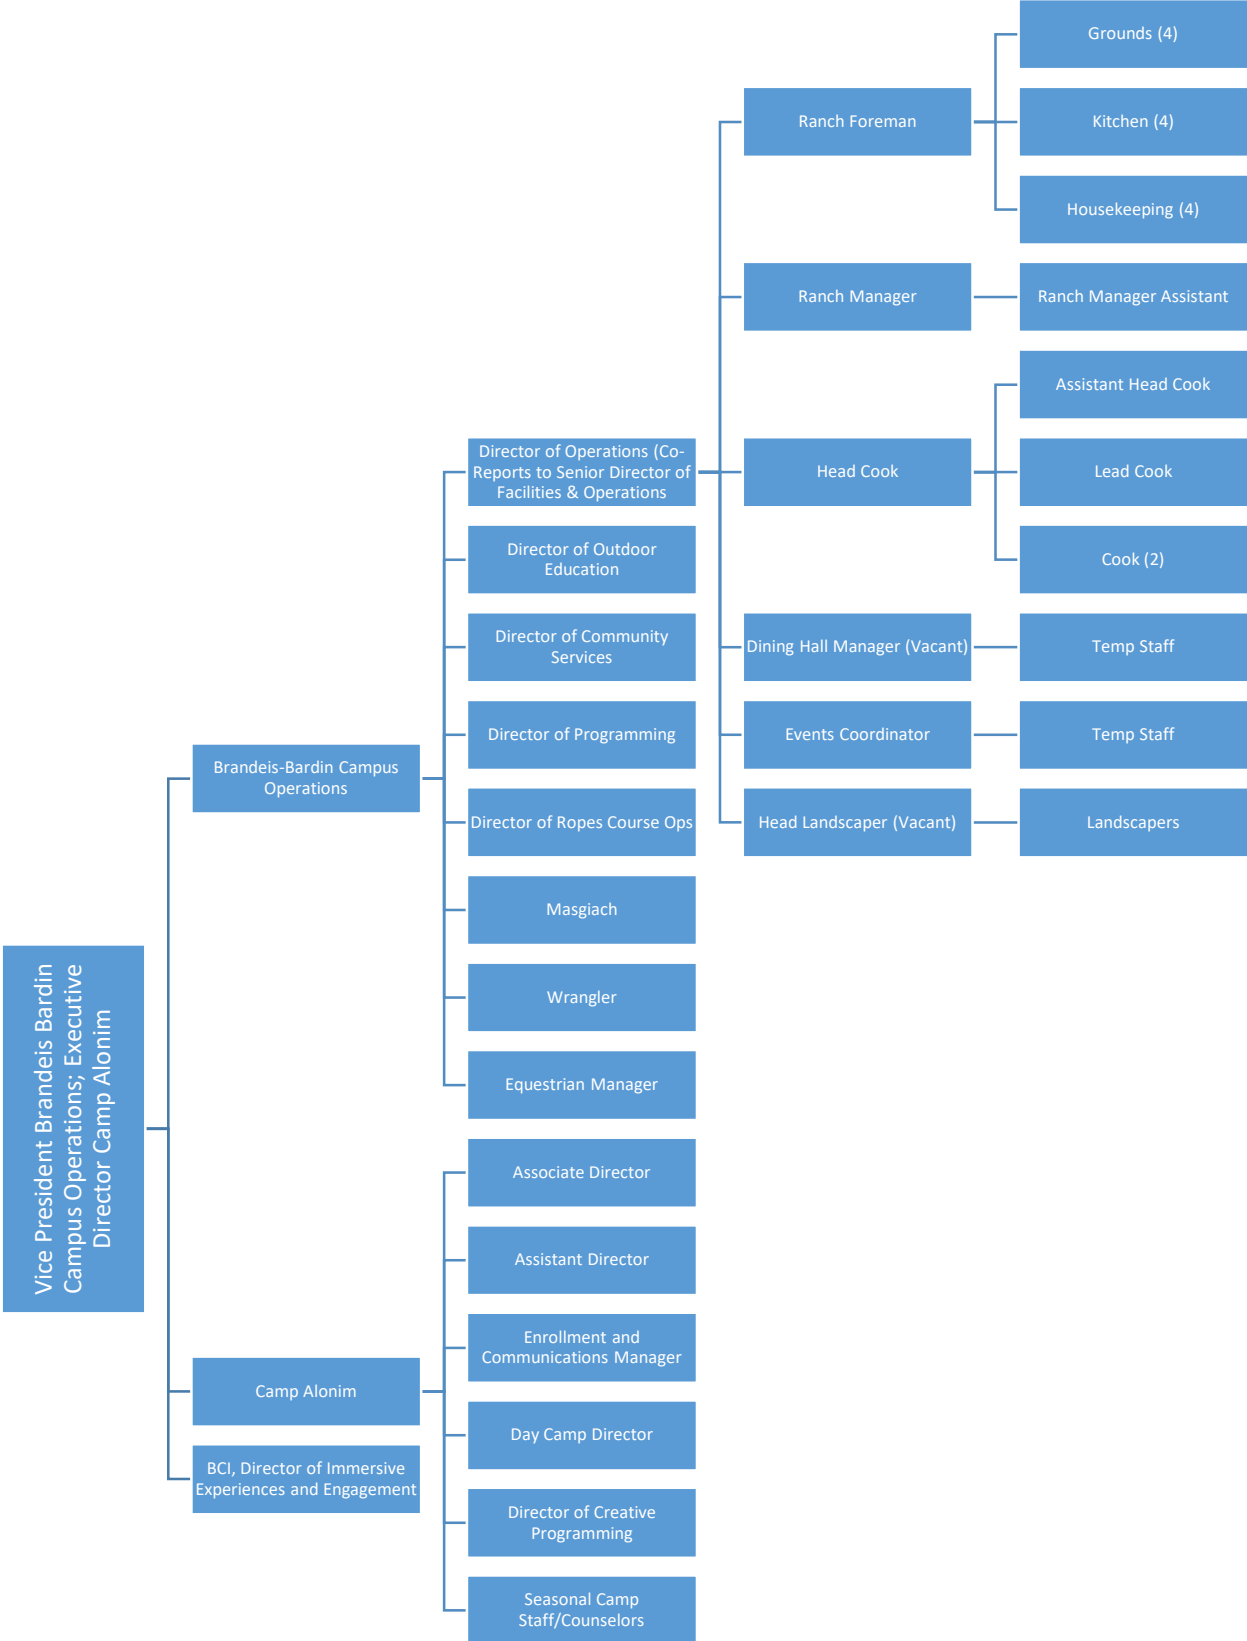 Grounds (4)
Ranch Foreman
Kitchen (4)
Housekeeping (4)
Ranch Manager
Ranch Manager Assistant
Assistant Head Cook
Director of Operations (Co-
Reports to Senior Director of
Facilities & Operations
Head Cook
Lead Cook
Director of Outdoor
Education
Cook (2)
Director of Community
Services
Dining Hall Manager (Vacant)
Temp Staff
Director of Programming
Events Coordinator
Temp Staff
Brandeis-Bardin Campus
Operations
Director of Ropes Course Ops
Head Landscaper (Vacant)
Landscapers
Masgiach
Wrangler
Equestrian Manager
Vice President Brandeis Bardin
Campus Operations; Executive
Director Camp Alonim
Associate Director
Assistant Director
Enrollment and
Communications Manager
Camp Alonim
Day Camp Director
BCI, Director of Immersive
Experiences and Engagement
Director of Creative
Programming
Seasonal Camp
Staff/Counselors